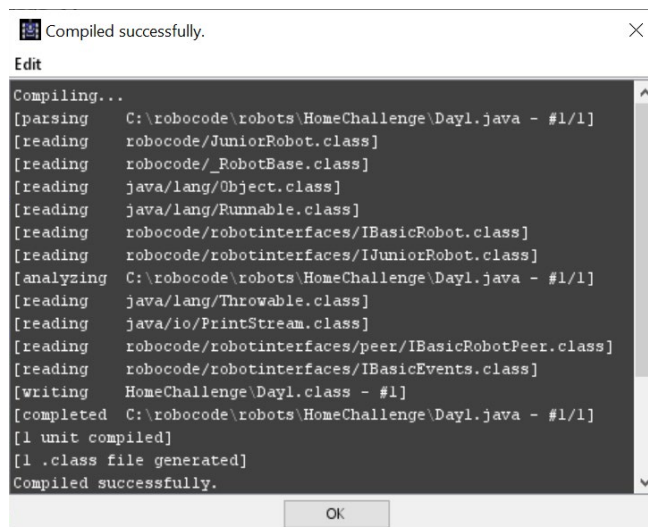 Compiled successfully.
Edit
Compiling...
[parsing C:\robocode\robots\HomeChallenge\Day1.java - #1/1]
[reading robocode/JuniorRobot.class]
[reading robocode/_RobotBase.class]
[reading java/lang/Object.class]
[reading java/lang/Runnable.class]
[reading robocode/robotinterfaces/IBasicRobot.class]
[reading robocode/robotinterfaces/IJuniorRobot.class]
[analyzing C:\robocode\robots\HomeChallenge\Day1.java - #1/1]
[reading java/lang/Throwable.class]
[reading java/io/PrintStream.class]
[reading robocode/robotinterfaces/peer/IBasicRobotPeer.class]
[reading robocode/robotinterfaces/IBasicEvents.class]
[writing HomeChallenge\Day1.class - #1]
[completed C:\robocode\robots\HomeChallenge\Day1.java - #1/1]
[1 unit compiled]
[1 .class file generated]
Compiled successfully.
OK